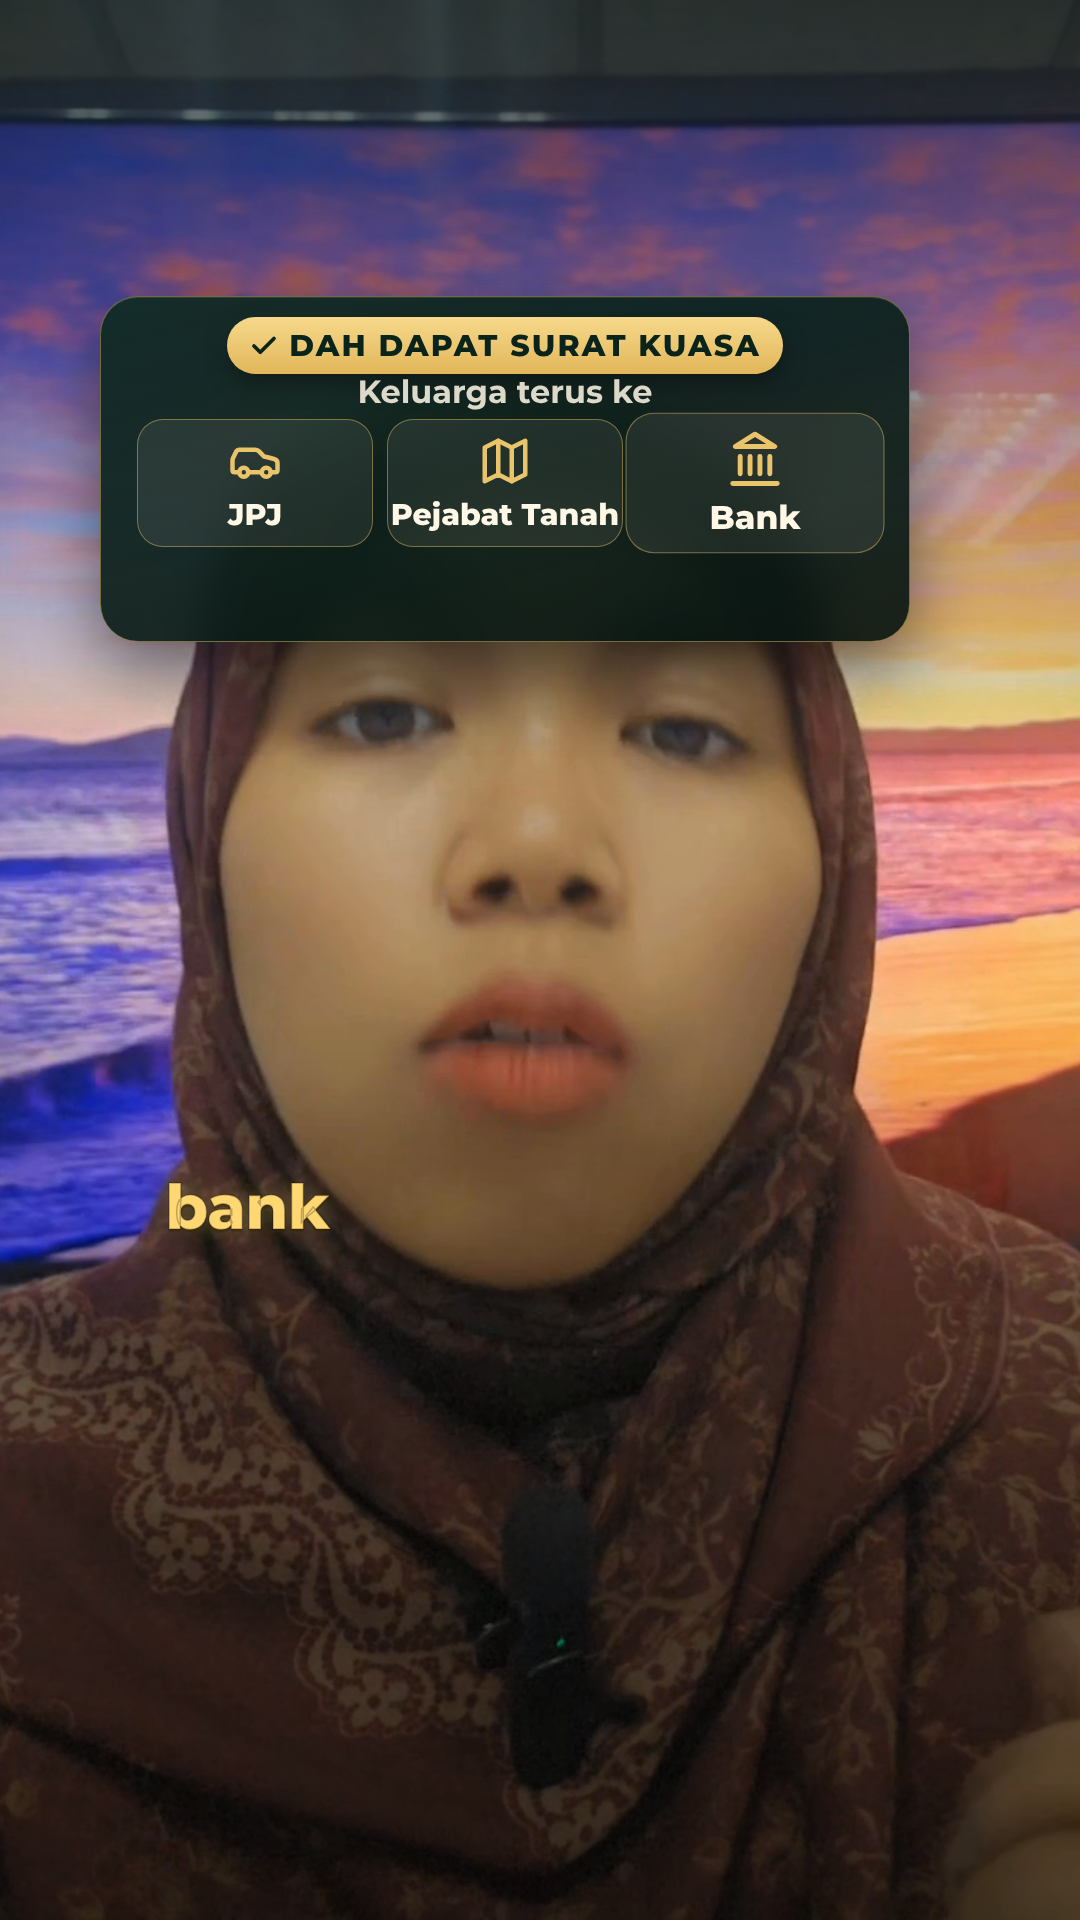 DAH DAPAT SURAT KUASA
Keluarga terus ke
JPJ
Pejabat Tanah
Bank
bank